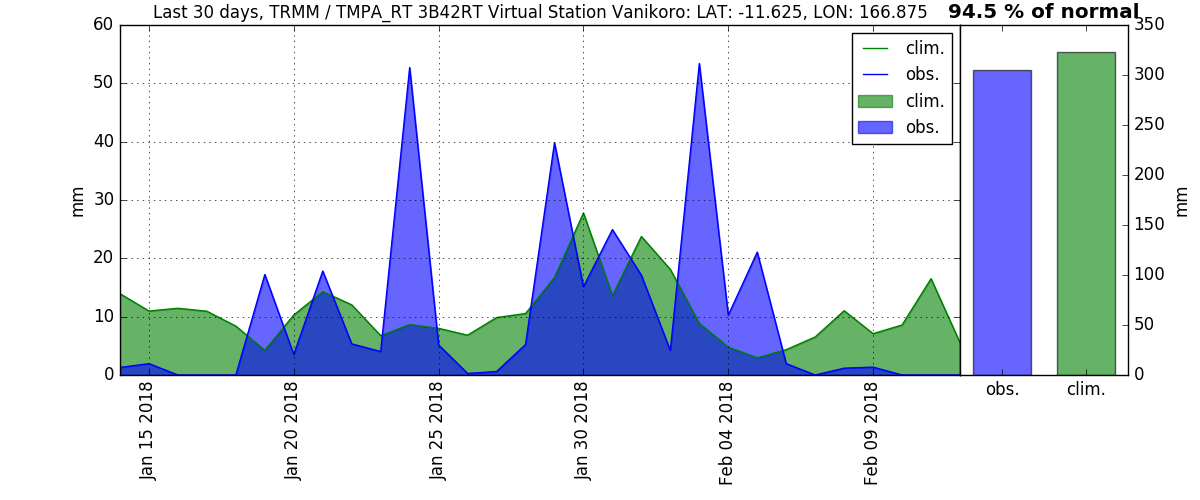 Last 30 days, TRMM / TMPA_RT 3B42RT Virtual Station Vanikoro: LAT: -11.625, LON: 166.875
94.5 % of normal
60
50
40
30
20
10
0
mm
clim.
obs.
clim.
obs.
Jan 15 2018
Jan 20 2018
Jan 25 2018
Jan 30 2018
Feb 04 2018
Feb 09 2018
350
300
250
200
150
100
50
0
mm
obs.
clim.